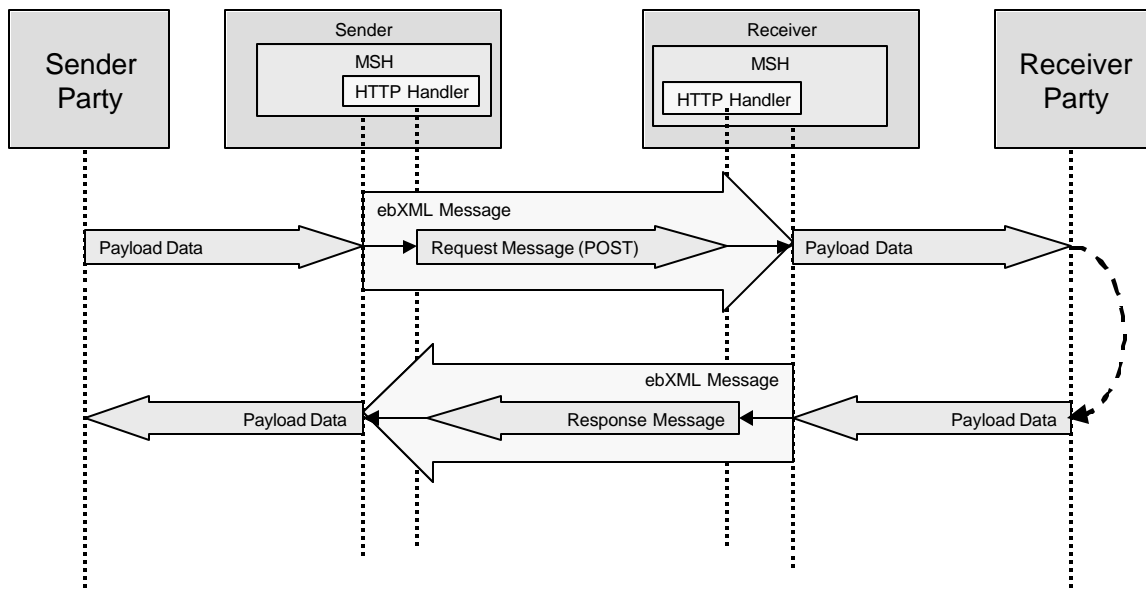 Sender
Party
Sender
MSH
HTTP Handler
Receiver
MSH
HTTP Handler
Receiver
Party
ebXML Message
Payload Data
Request Message (POST)
Payload Data
ebXML Message
Payload Data
Response Message
Payload Data